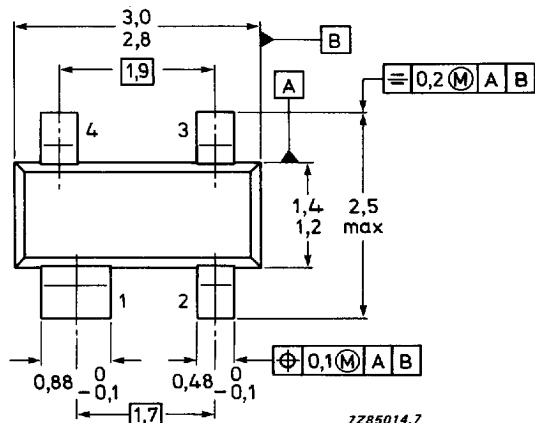 3,0
2,8
B
1,9
A
⌯ 0,2 Ⓜ A B
4
3
1,4
1,2
2,5
max
1
2
0,88 0 -0,1
0,48 0 -0,1
⌖ 0,1 Ⓜ A B
1,7
7Z85014.7